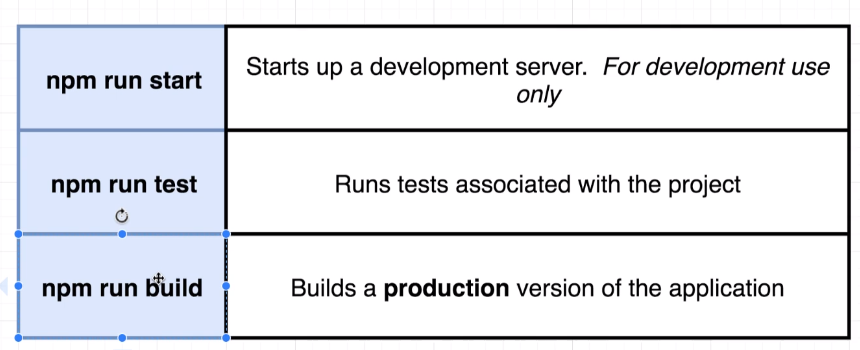 npm run start
Starts up a development server. For development use
only
npm run test
Runs tests associated with the project
npm run build
Builds a production version of the application